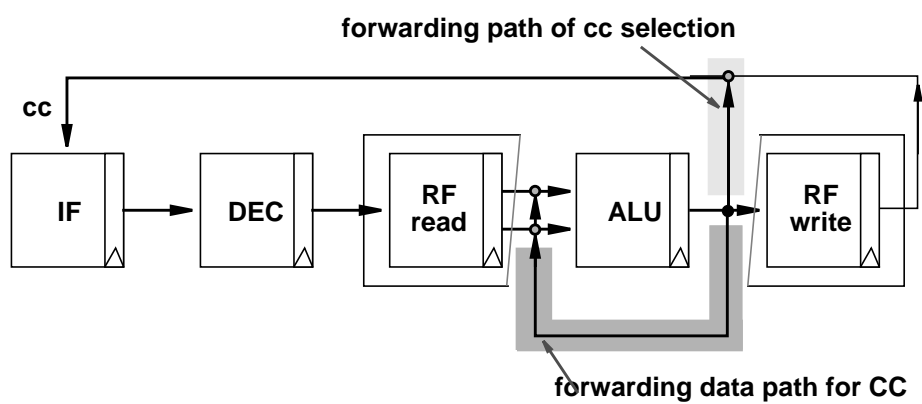 forwarding path of cc selection
cc
IF
DEC
RF
read
ALU
RF
write
forwarding data path for CC